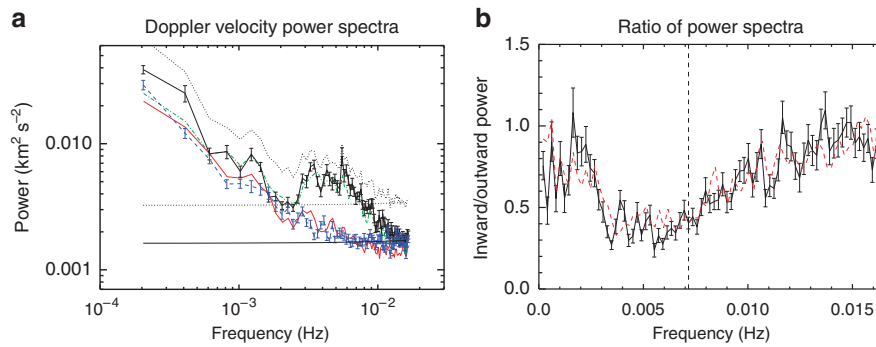 a
Doppler velocity power spectra
Power (km² s⁻²)
0.010
0.001
10⁻⁴
10⁻³
10⁻²
Frequency (Hz)
b
Ratio of power spectra
Inward/outward power
1.5
1.0
0.5
0.0
0.0
0.005
0.010
0.015
Frequency (Hz)